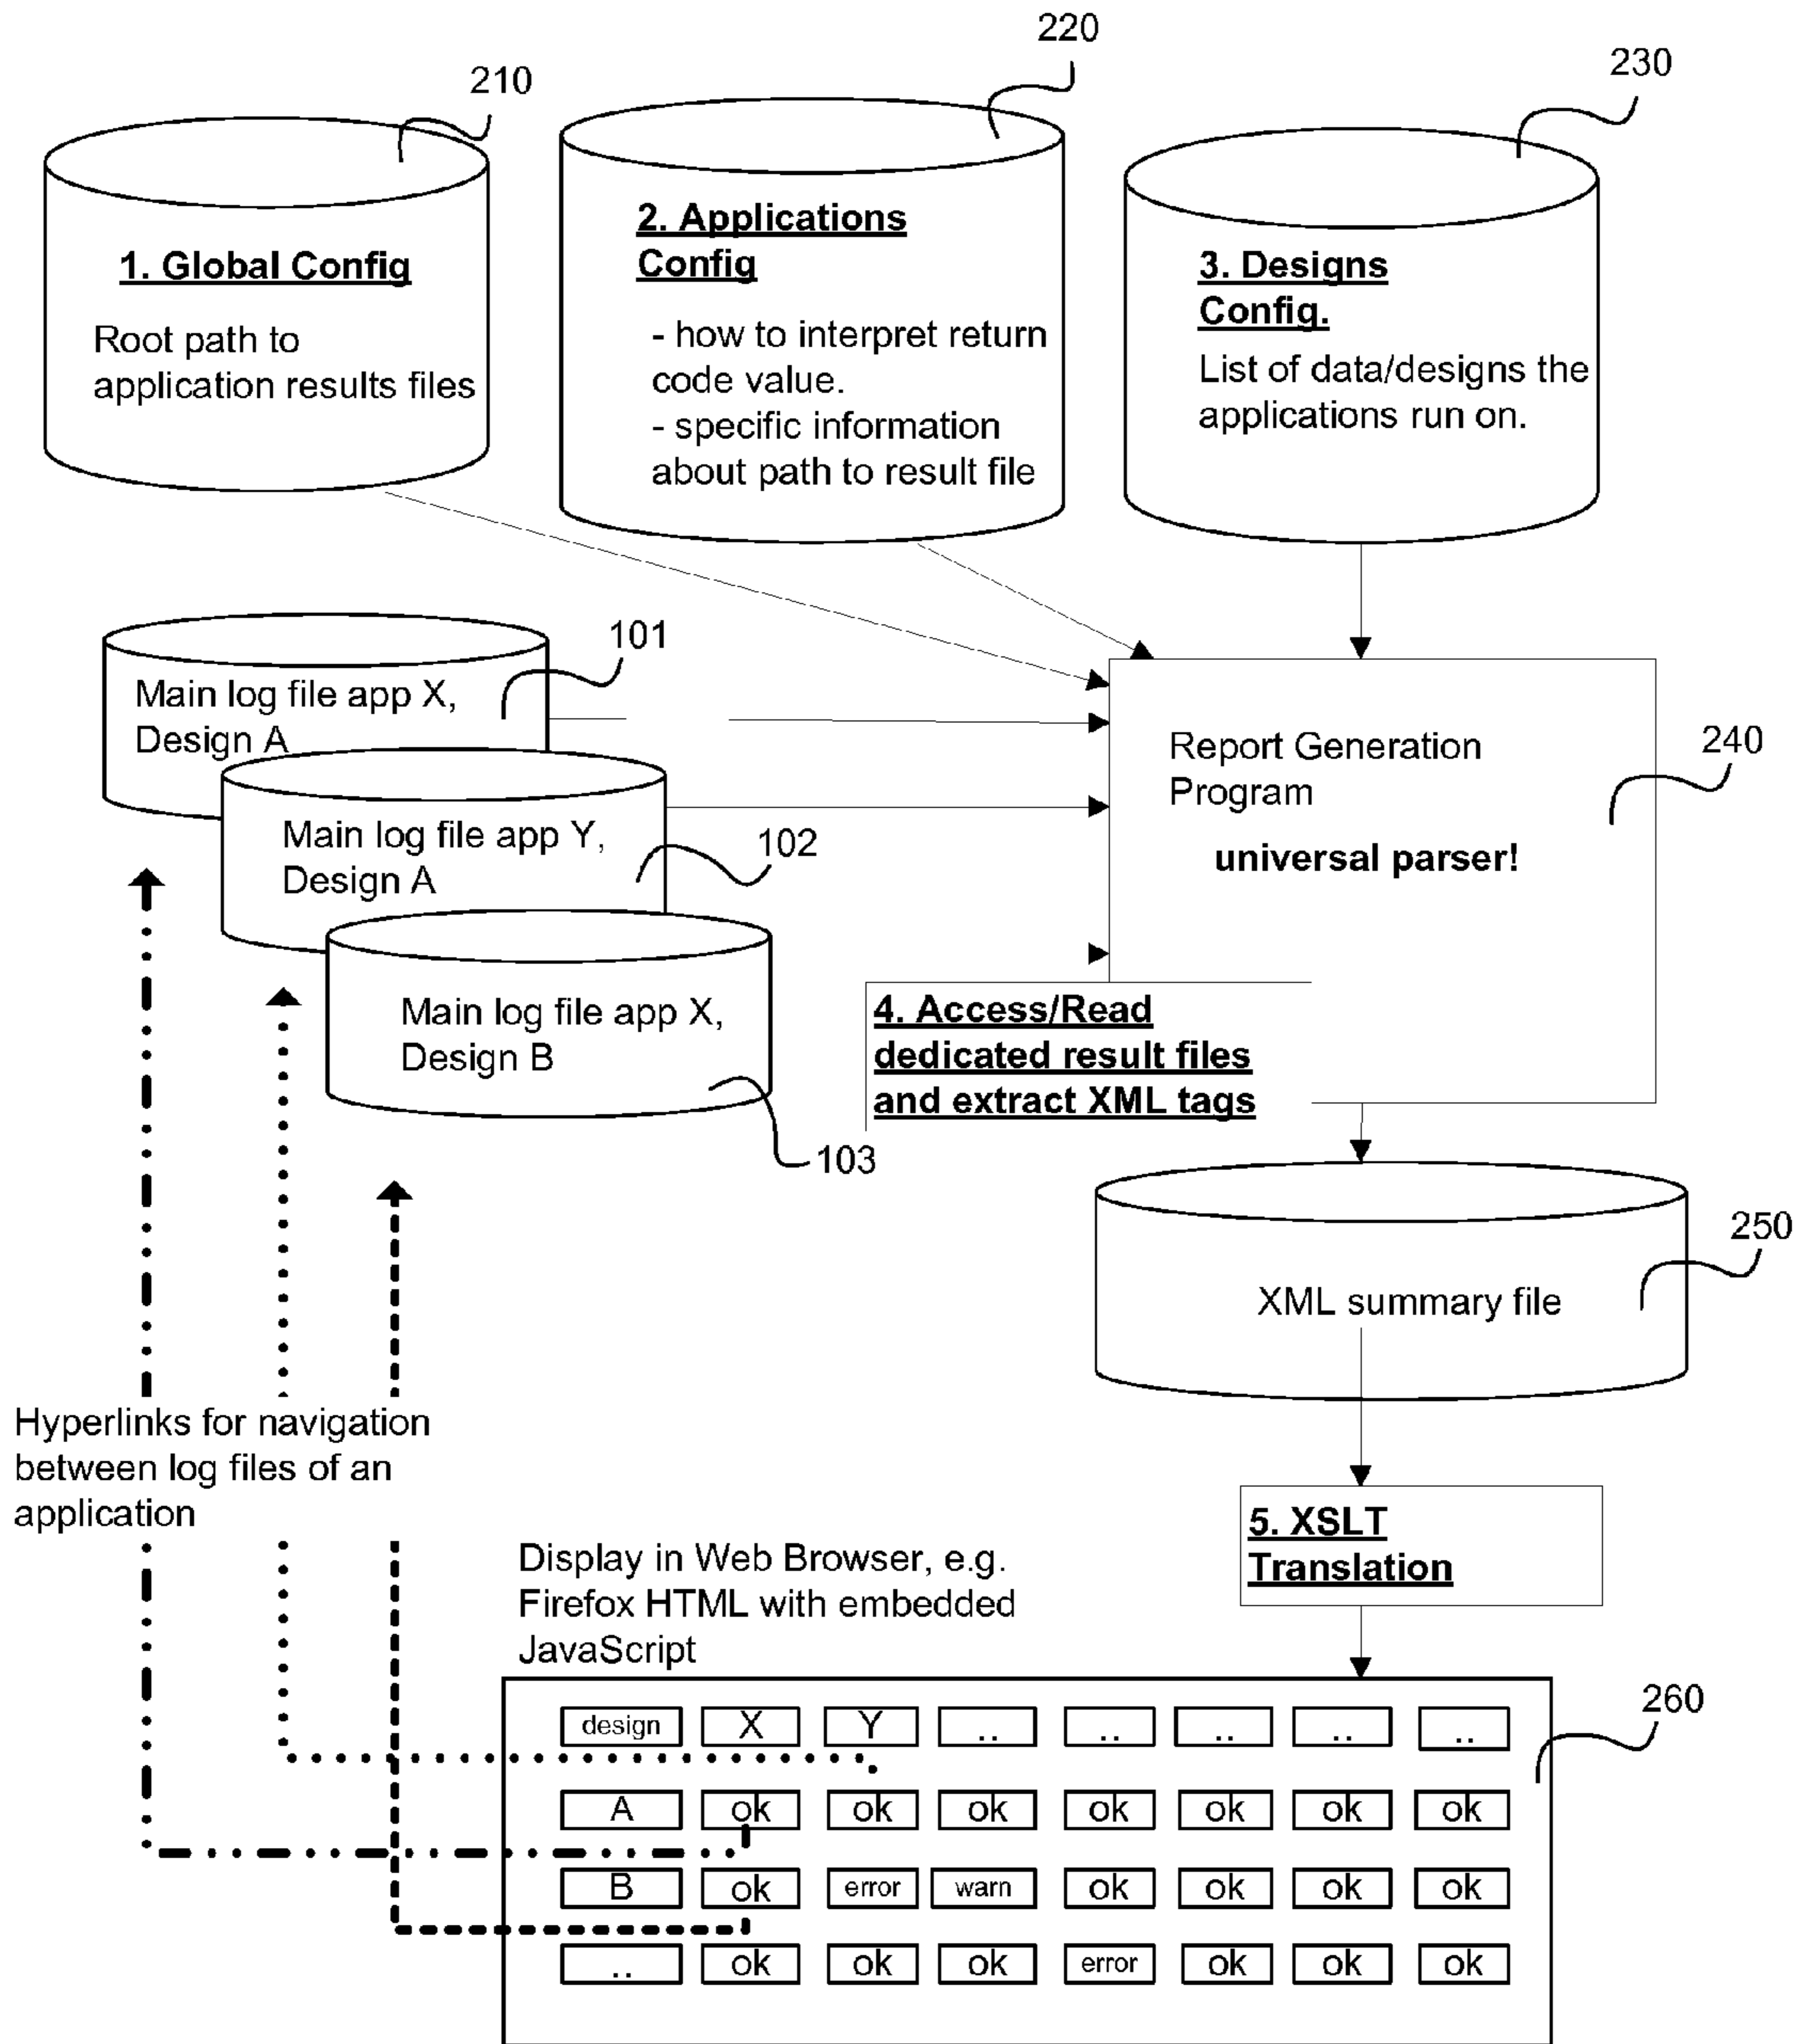 220
230
210
1. Global Config
Root path to
application results files
2. Applications
Config
- how to interpret return
code value.
- specific information
about path to result file
3. Designs
Config.
List of data/designs the
applications run on.
101
Main log file app X,
Design A
102
Main log file app Y,
Design A
Main log file app X,
Design B
103
Report Generation
Program
universal parser!
240
4. Access/Read
dedicated result files
and extract XML tags
250
XML summary file
Hyperlinks for navigation
between log files of an
application
5. XSLT
Translation
Display in Web Browser, e.g.
Firefox HTML with embedded
JavaScript
260
design X Y .. .. .. .. ..
A ok ok ok ok ok ok ok
B ok error warn ok ok ok ok
.. ok ok ok error ok ok ok